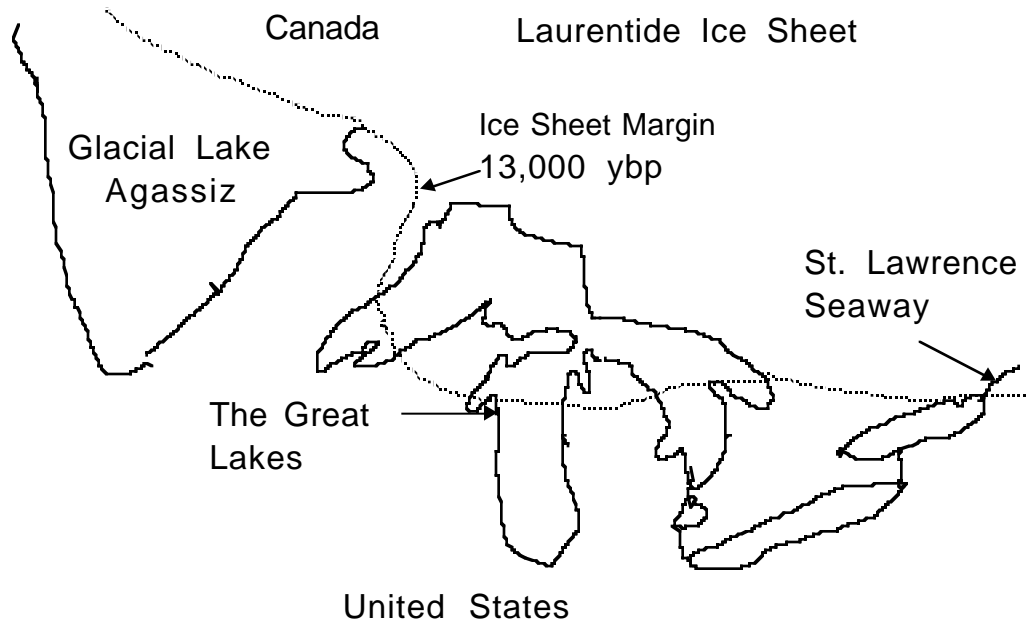 Canada
Laurentide Ice Sheet
Ice Sheet Margin
13,000 ybp
Glacial Lake
Agassiz
St. Lawrence
Seaway
The Great
Lakes
United States